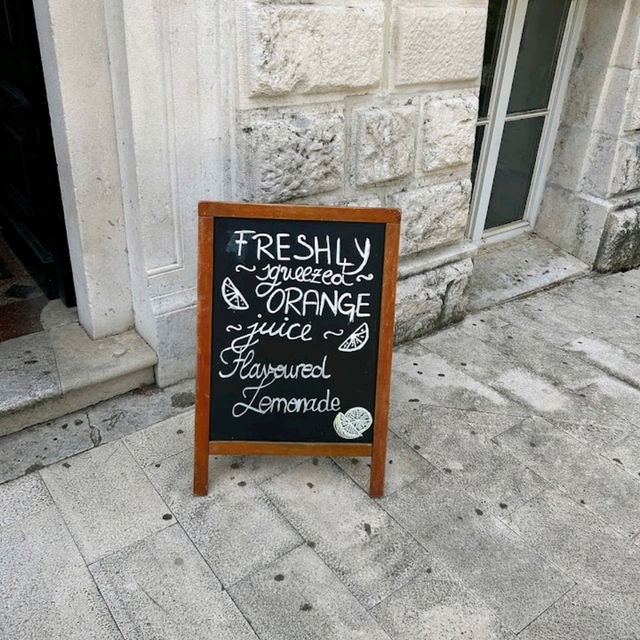 FRESHLY
~ squeezed ~
ORANGE
~ juice ~
Flavoured
Lemonade